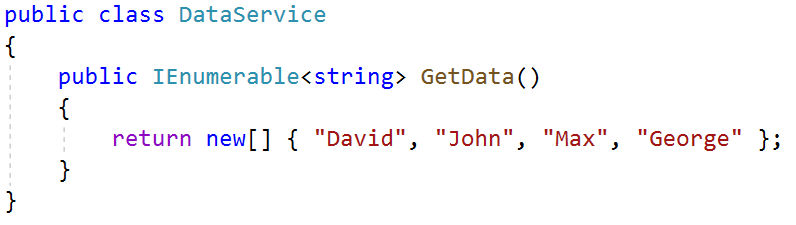 public class DataService
{
    public IEnumerable<string> GetData()
    {
        return new[] { "David", "John", "Max", "George" };
    }
}